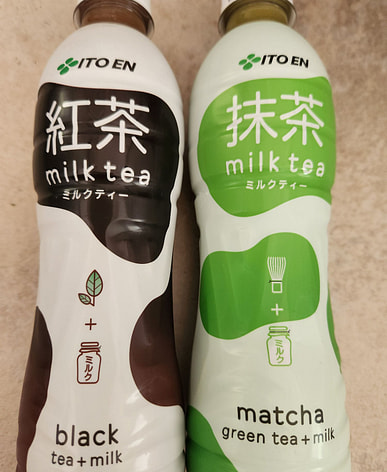 ITO EN
紅茶
milk tea
ミルクティー
+
ミルク
black
tea + milk
ITO EN
抹茶
milk tea
ミルクティー
+
ミルク
matcha
green tea + milk